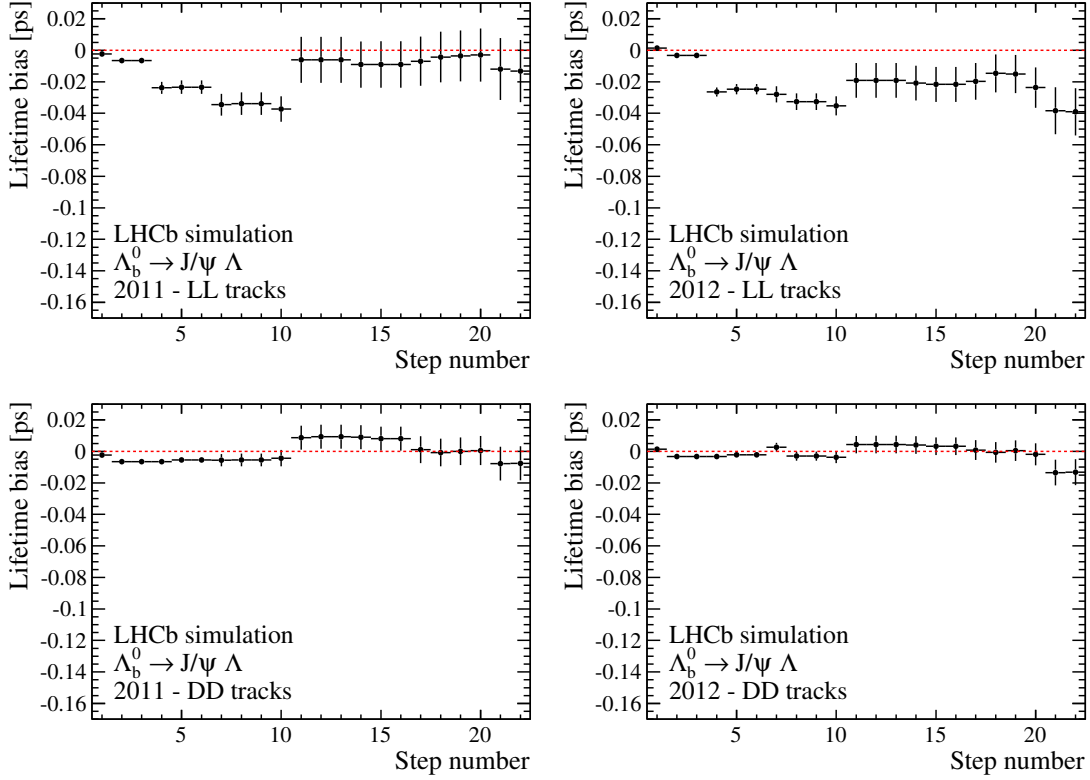 Lifetime bias [ps]
0.02
0
-0.02
-0.04
-0.06
-0.08
-0.1
-0.12
-0.14
-0.16
LHCb simulation
Λ_b^0 → J/ψ Λ
2011 - LL tracks
5 10 15 20
Step number
Lifetime bias [ps]
0.02
0
-0.02
-0.04
-0.06
-0.08
-0.1
-0.12
-0.14
-0.16
LHCb simulation
Λ_b^0 → J/ψ Λ
2012 - LL tracks
5 10 15 20
Step number
Lifetime bias [ps]
0.02
0
-0.02
-0.04
-0.06
-0.08
-0.1
-0.12
-0.14
-0.16
LHCb simulation
Λ_b^0 → J/ψ Λ
2011 - DD tracks
5 10 15 20
Step number
Lifetime bias [ps]
0.02
0
-0.02
-0.04
-0.06
-0.08
-0.1
-0.12
-0.14
-0.16
LHCb simulation
Λ_b^0 → J/ψ Λ
2012 - DD tracks
5 10 15 20
Step number